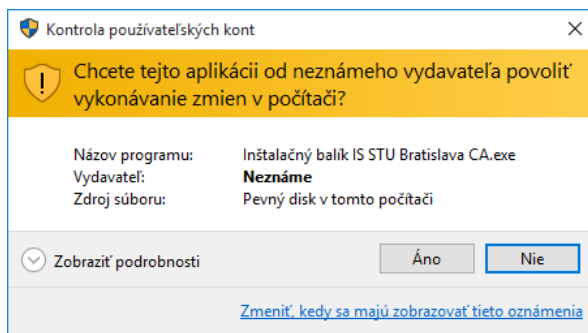 Kontrola používateľských kont
Chcete tejto aplikácii od neznámeho vydavateľa povoliť
vykonávanie zmien v počítači?
Názov programu: Inštalačný balík IS STU Bratislava CA.exe
Vydavateľ: Neznáme
Zdroj súboru: Pevný disk v tomto počítači
Zobraziť podrobnosti Áno Nie
Zmeniť, kedy sa majú zobrazovať tieto oznámenia